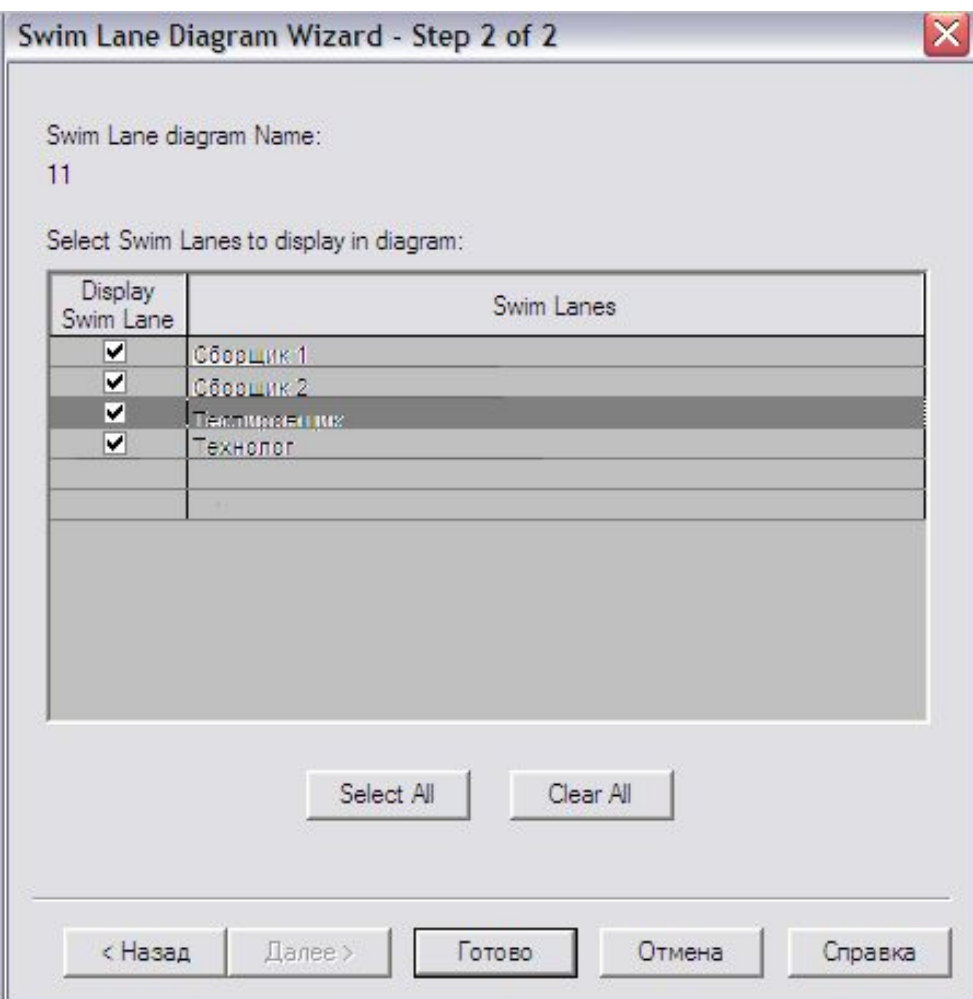 Swim Lane Diagram Wizard - Step 2 of 2
Swim Lane diagram Name:
11
Select Swim Lanes to display in diagram:
Display
Swim Lane
Swim Lanes
Сборщик 1
Сборщик 2
Тестировщик
Технолог
Select All
Clear All
< Назад
Далее >
Готово
Отмена
Справка